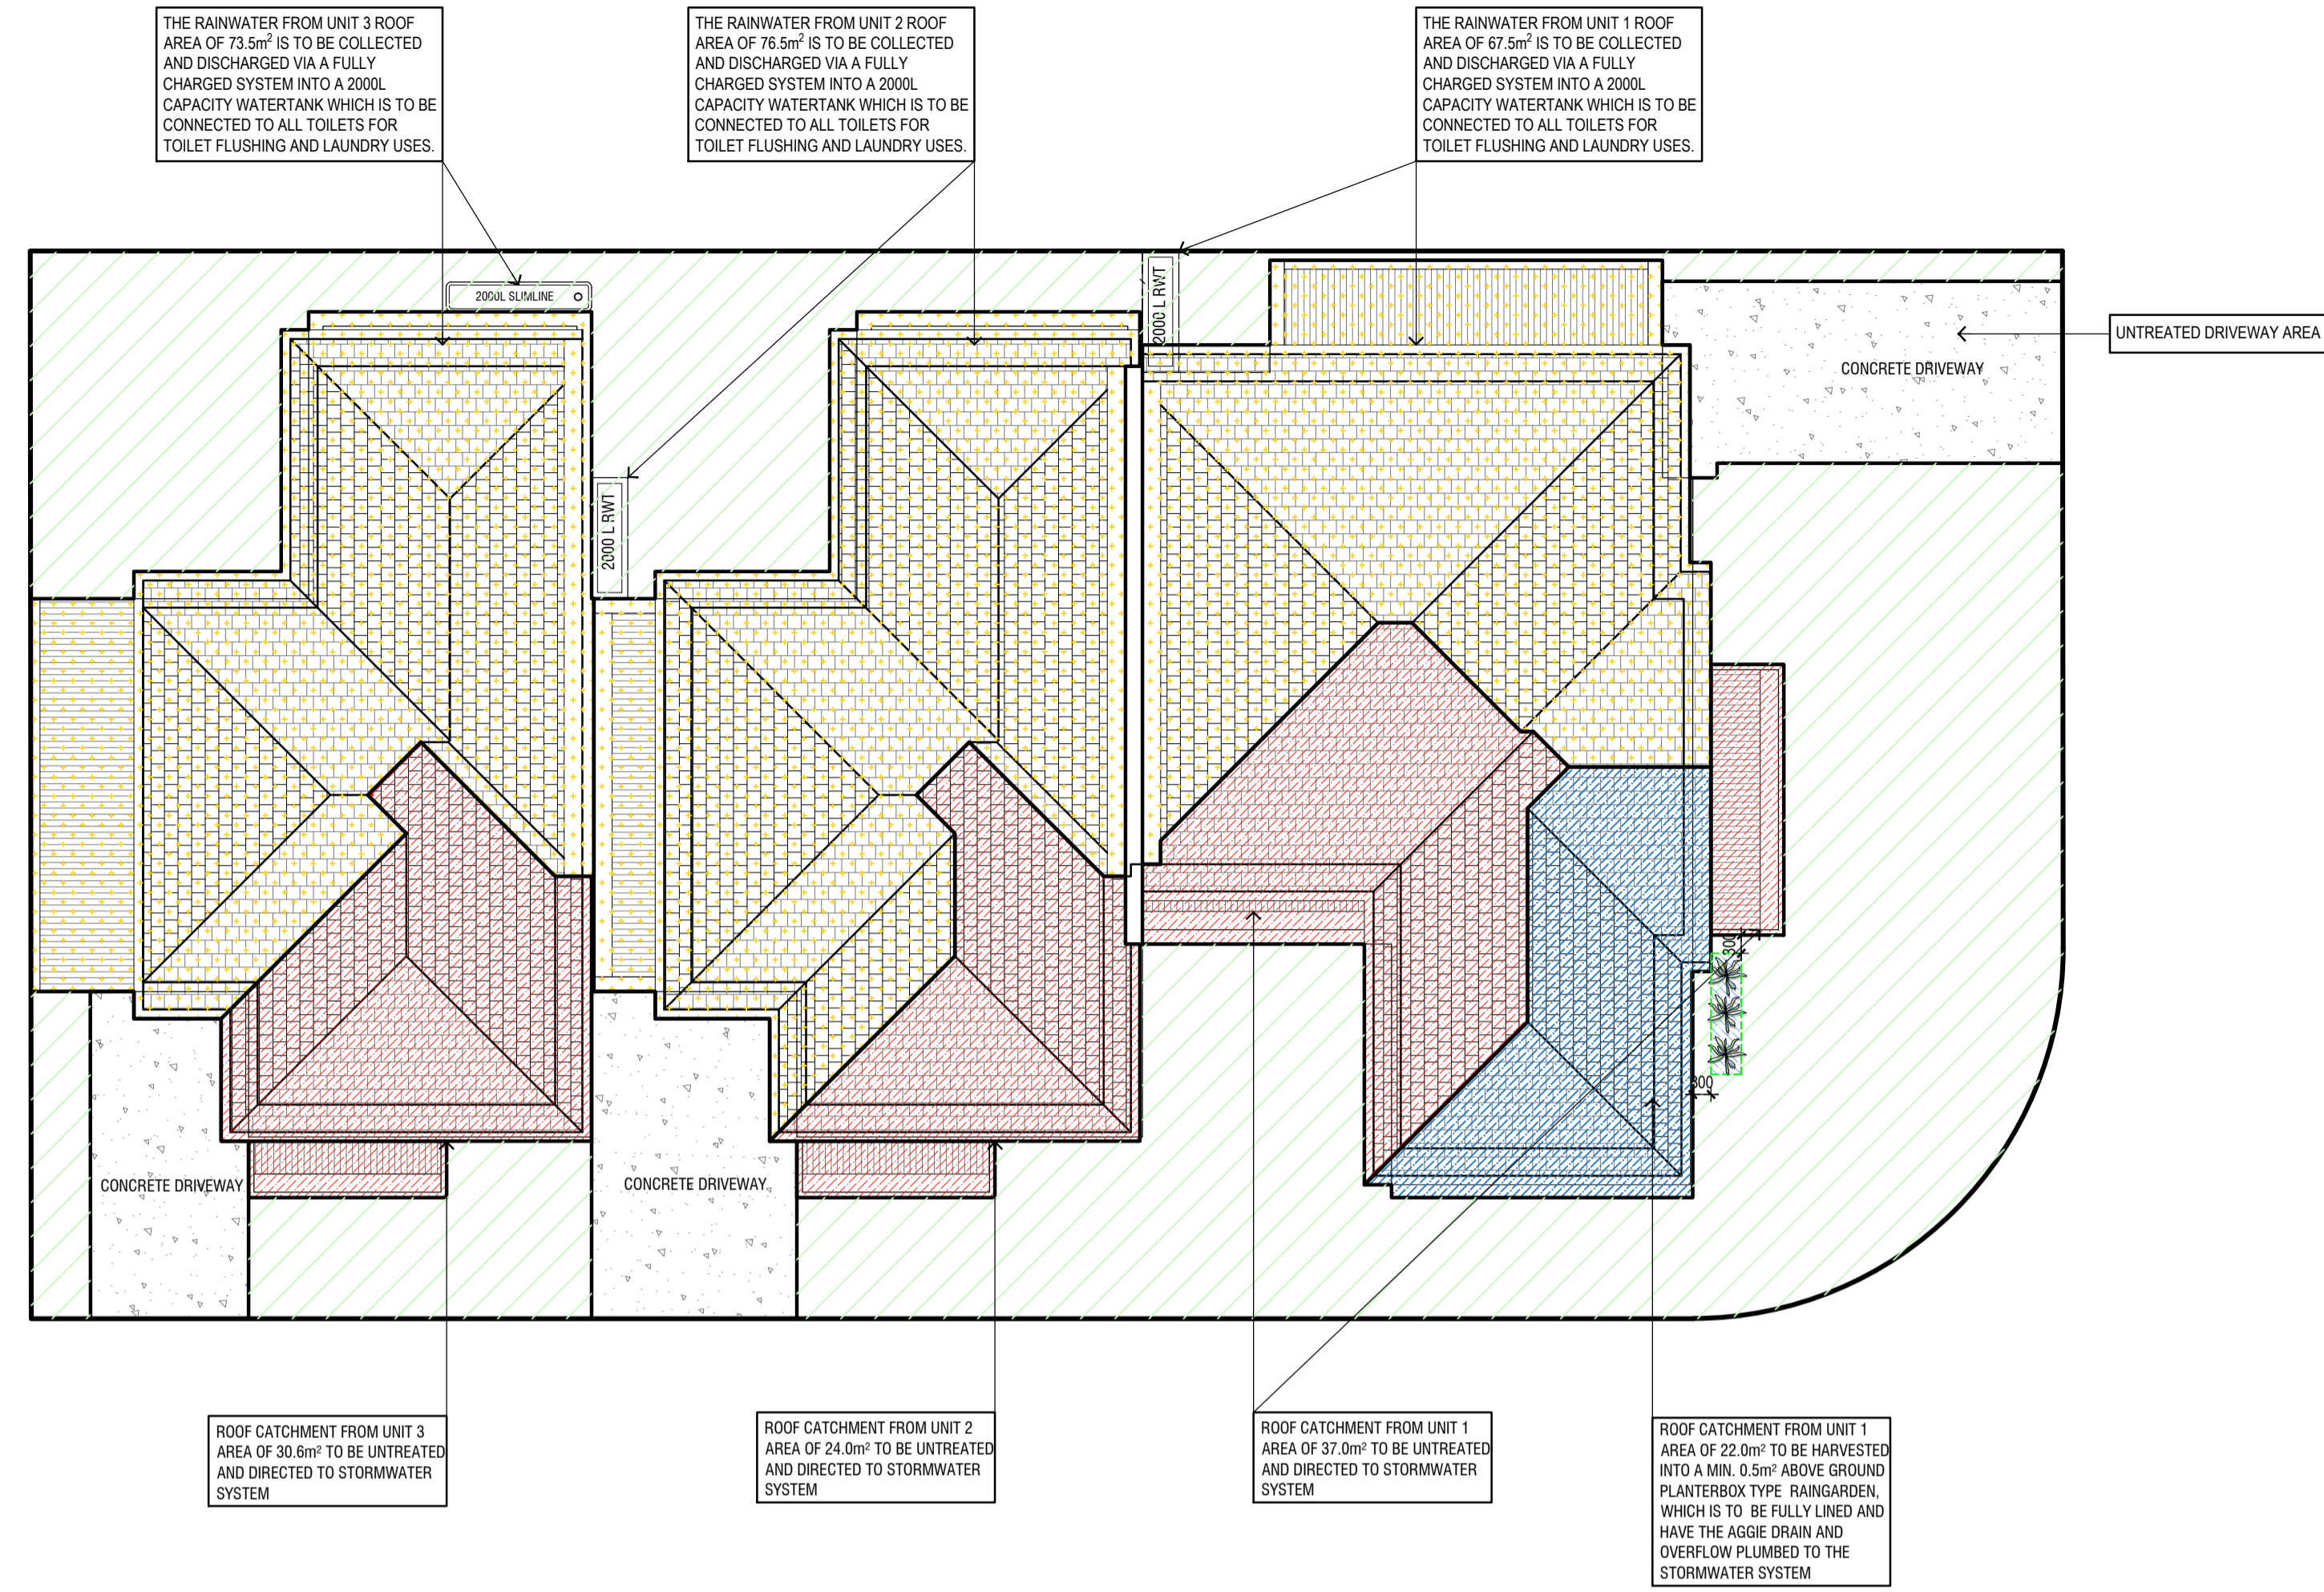 THE RAINWATER FROM UNIT 3 ROOF
AREA OF 73.5m² IS TO BE COLLECTED
AND DISCHARGED VIA A FULLY
CHARGED SYSTEM INTO A 2000L
CAPACITY WATERTANK WHICH IS TO BE
CONNECTED TO ALL TOILETS FOR
TOILET FLUSHING AND LAUNDRY USES.
THE RAINWATER FROM UNIT 2 ROOF
AREA OF 76.5m² IS TO BE COLLECTED
AND DISCHARGED VIA A FULLY
CHARGED SYSTEM INTO A 2000L
CAPACITY WATERTANK WHICH IS TO BE
CONNECTED TO ALL TOILETS FOR
TOILET FLUSHING AND LAUNDRY USES.
THE RAINWATER FROM UNIT 1 ROOF
AREA OF 67.5m² IS TO BE COLLECTED
AND DISCHARGED VIA A FULLY
CHARGED SYSTEM INTO A 2000L
CAPACITY WATERTANK WHICH IS TO BE
CONNECTED TO ALL TOILETS FOR
TOILET FLUSHING AND LAUNDRY USES.
2000L SLIMLINE
2000 L RWT
2000 L RWT
UNTREATED DRIVEWAY AREA
CONCRETE DRIVEWAY
300
300
CONCRETE DRIVEWAY
CONCRETE DRIVEWAY
ROOF CATCHMENT FROM UNIT 3
AREA OF 30.6m² TO BE UNTREATED
AND DIRECTED TO STORMWATER
SYSTEM
ROOF CATCHMENT FROM UNIT 2
AREA OF 24.0m² TO BE UNTREATED
AND DIRECTED TO STORMWATER
SYSTEM
ROOF CATCHMENT FROM UNIT 1
AREA OF 37.0m² TO BE UNTREATED
AND DIRECTED TO STORMWATER
SYSTEM
ROOF CATCHMENT FROM UNIT 1
AREA OF 22.0m² TO BE HARVESTED
INTO A MIN. 0.5m² ABOVE GROUND
PLANTERBOX TYPE RAINGARDEN,
WHICH IS TO BE FULLY LINED AND
HAVE THE AGGIE DRAIN AND
OVERFLOW PLUMBED TO THE
STORMWATER SYSTEM